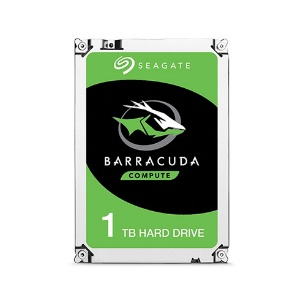 SEAGATE
BARRACUDA
COMPUTE
1 TB HARD DRIVE